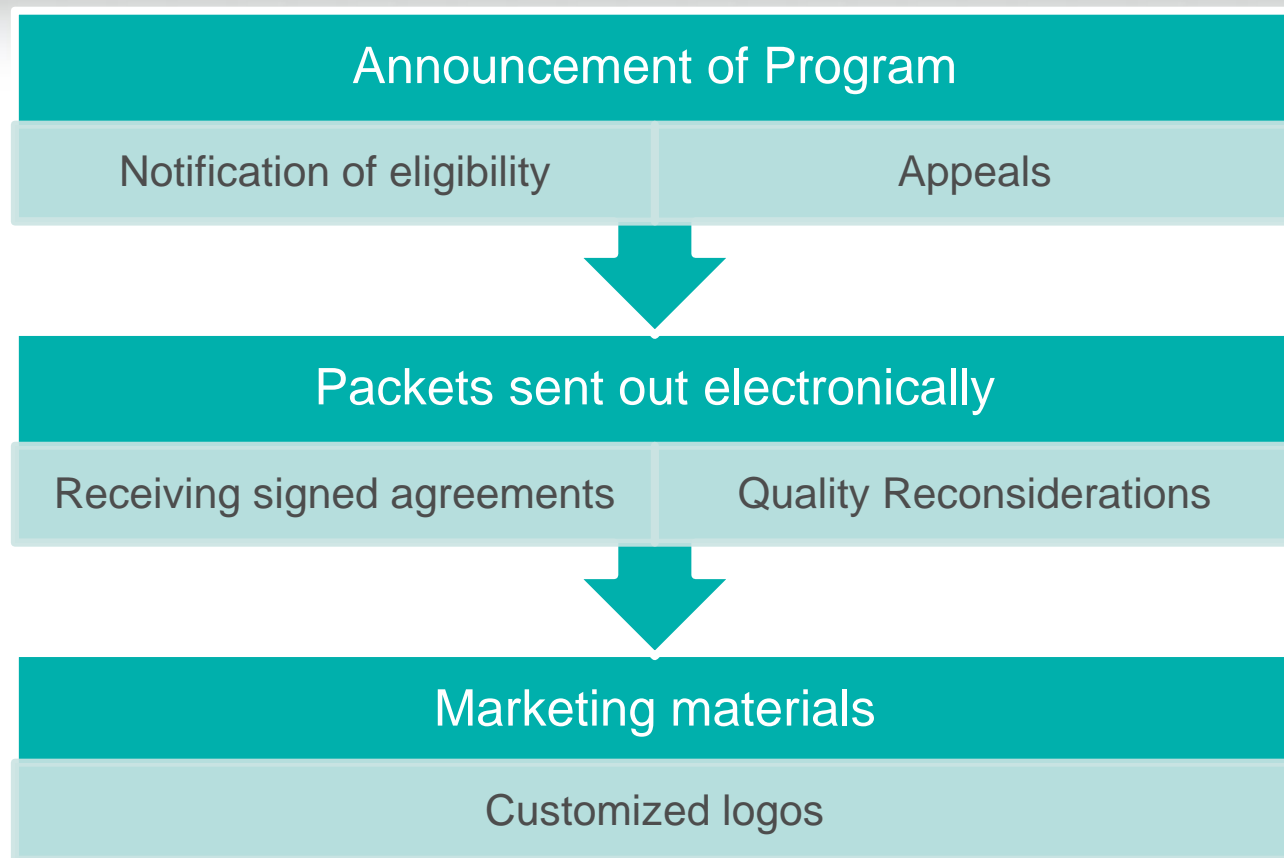 Announcement of Program
Notification of eligibility
Appeals
Packets sent out electronically
Receiving signed agreements
Quality Reconsiderations
Marketing materials
Customized logos